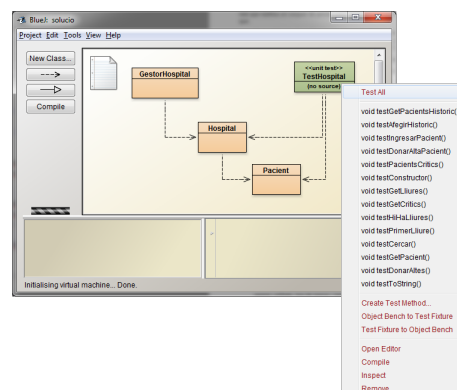 BlueJ: solucio
Project Edit Tools View Help
New Class...
Compile
GestorHospital
<<unit test>>
TestHospital
(no source)
Hospital
Pacient
Initialising virtual machine... Done.
Test All
void testGetPacientsHistoric()
void testAfegirHistoric()
void testIngresarPacient()
void testDonarAltaPacient()
void testPacientsCritics()
void testConstructor()
void testGetLliures()
void testGetCritics()
void testHiHaLliures()
void testPrimerLliure()
void testCercar()
void testGetPacient()
void testDonarAltes()
void testToString()
Create Test Method...
Object Bench to Test Fixture
Test Fixture to Object Bench
Open Editor
Compile
Inspect
Remove